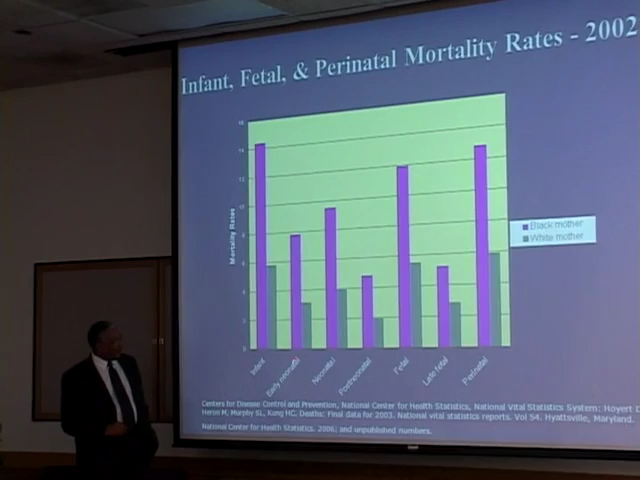 Infant, Fetal, & Perinatal Mortality Rates - 2002
16
14
12
10
8
6
4
2
0
Mortality Rates
Black mother
White mother
Infant
Early neonatal
Neonatal
Postneonatal
Fetal
Late fetal
Perinatal
Centers for Disease Control and Prevention, National Center for Health Statistics, National Vital Statistics System: Hoyert D
Heron M, Murphy SL, Kung HC. Deaths: Final data for 2003. National vital statistics reports. Vol 54. Hyattsville, Maryland.
National Center for Health Statistics. 2006; and unpublished numbers.